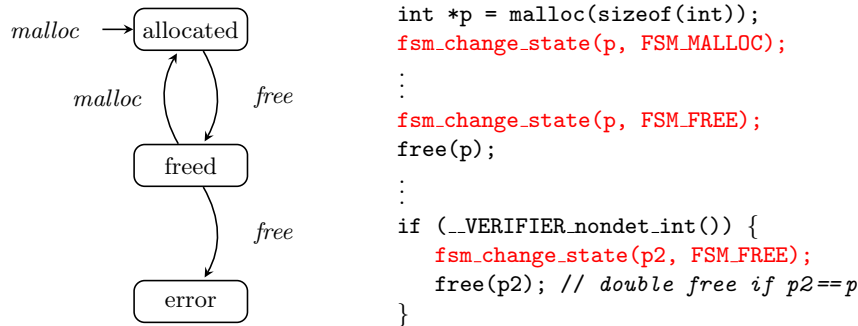 malloc
allocated
malloc
free
freed
free
error
int *p = malloc(sizeof(int));
fsm_change_state(p, FSM_MALLOC);
⋮
fsm_change_state(p, FSM_FREE);
free(p);
⋮
if (__VERIFIER_nondet_int()) {
fsm_change_state(p2, FSM_FREE);
free(p2); // double free if p2==p
}